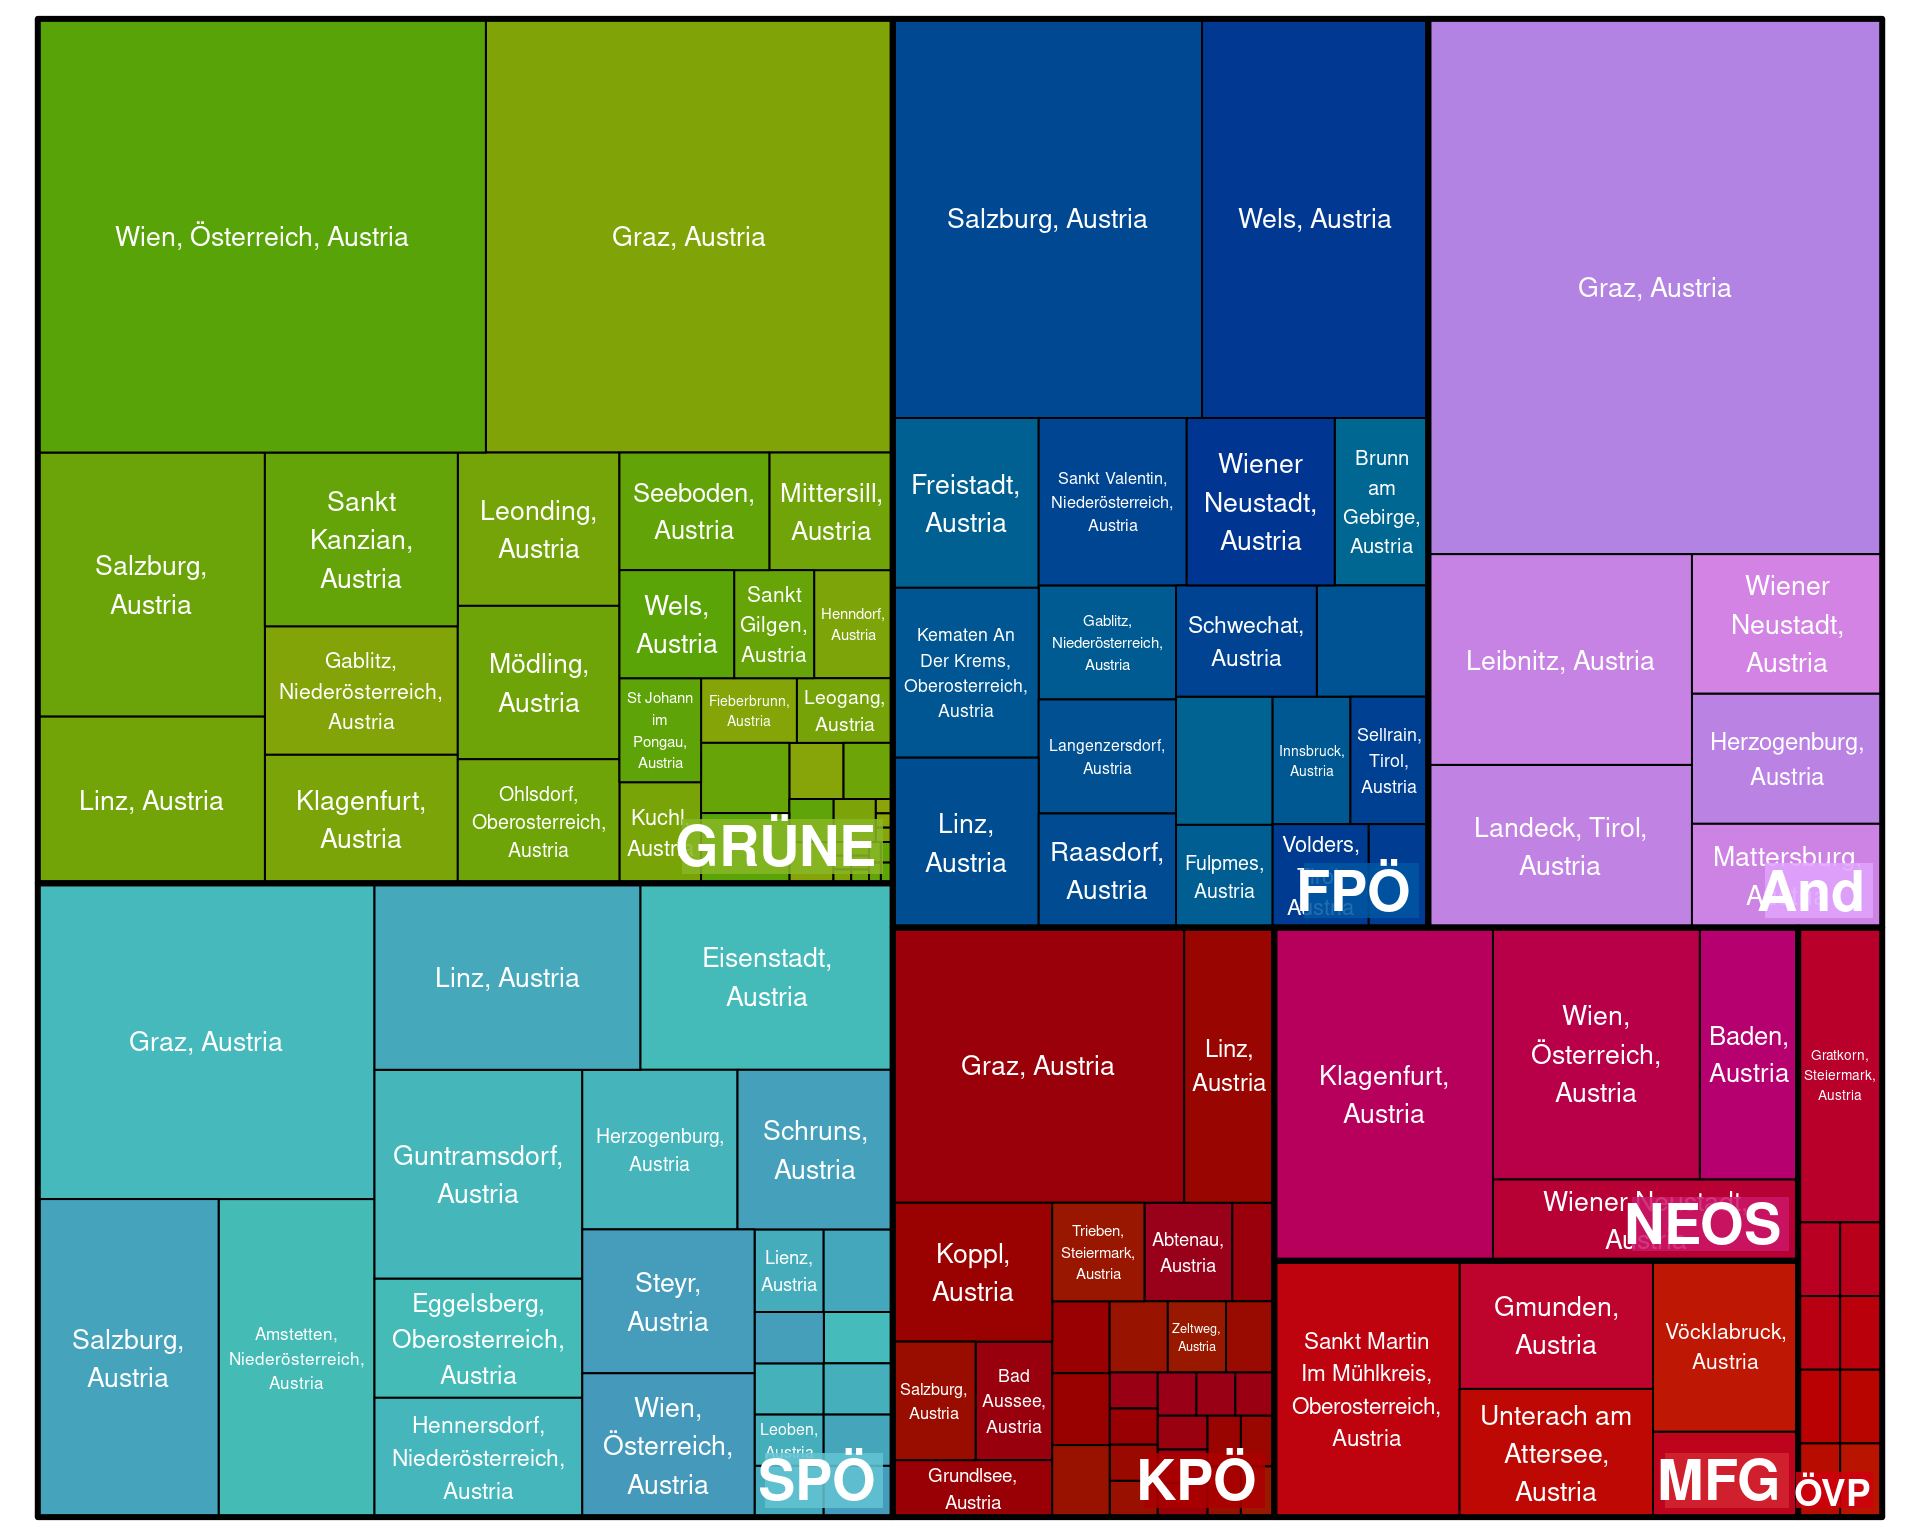 Wien, Österreich, Austria
Graz, Austria
Salzburg,
Austria
Linz, Austria
Sankt
Kanzian,
Austria
Gablitz,
Niederösterreich,
Austria
Klagenfurt,
Austria
Leonding,
Austria
Mödling,
Austria
Ohlsdorf,
Oberosterreich,
Austria
Seeboden,
Austria
Mittersill,
Austria
Wels,
Austria
Sankt
Gilgen,
Austria
Henndorf,
Austria
St Johann
im
Pongau,
Austria
Fieberbrunn,
Austria
Leogang,
Austria
Kuchl,
Austria
GRÜNE
Salzburg, Austria
Wels, Austria
Freistadt,
Austria
Sankt Valentin,
Niederösterreich,
Austria
Wiener
Neustadt,
Austria
Brunn
am
Gebirge,
Austria
Kematen An
Der Krems,
Oberosterreich,
Austria
Gablitz,
Niederösterreich,
Austria
Schwechat,
Austria
Langenzersdorf,
Austria
Innsbruck,
Austria
Sellrain,
Tirol,
Austria
Linz,
Austria
Raasdorf,
Austria
Fulpmes,
Austria
Volders,
Tirol,
Austria
FPÖ
Graz, Austria
Leibnitz, Austria
Landeck, Tirol,
Austria
Wiener
Neustadt,
Austria
Herzogenburg,
Austria
Mattersburg,
Austria
And
Graz, Austria
Salzburg,
Austria
Amstetten,
Niederösterreich,
Austria
Linz, Austria
Eisenstadt,
Austria
Guntramsdorf,
Austria
Eggelsberg,
Oberosterreich,
Austria
Hennersdorf,
Niederösterreich,
Austria
Herzogenburg,
Austria
Schruns,
Austria
Steyr,
Austria
Wien,
Österreich,
Austria
Lienz,
Austria
Leoben,
Austria
SPÖ
Graz, Austria
Linz,
Austria
Koppl,
Austria
Salzburg,
Austria
Bad
Aussee,
Austria
Grundlsee,
Austria
Trieben,
Steiermark,
Austria
Abtenau,
Austria
Zeltweg,
Austria
KPÖ
Klagenfurt,
Austria
Wien,
Österreich,
Austria
Baden,
Austria
Wiener Neustadt,
Austria
NEOS
Sankt Martin
Im Mühlkreis,
Oberosterreich,
Austria
Gmunden,
Austria
Unterach am
Attersee,
Austria
Vöcklabruck,
Austria
MFG
Gratkorn,
Steiermark,
Austria
ÖVP